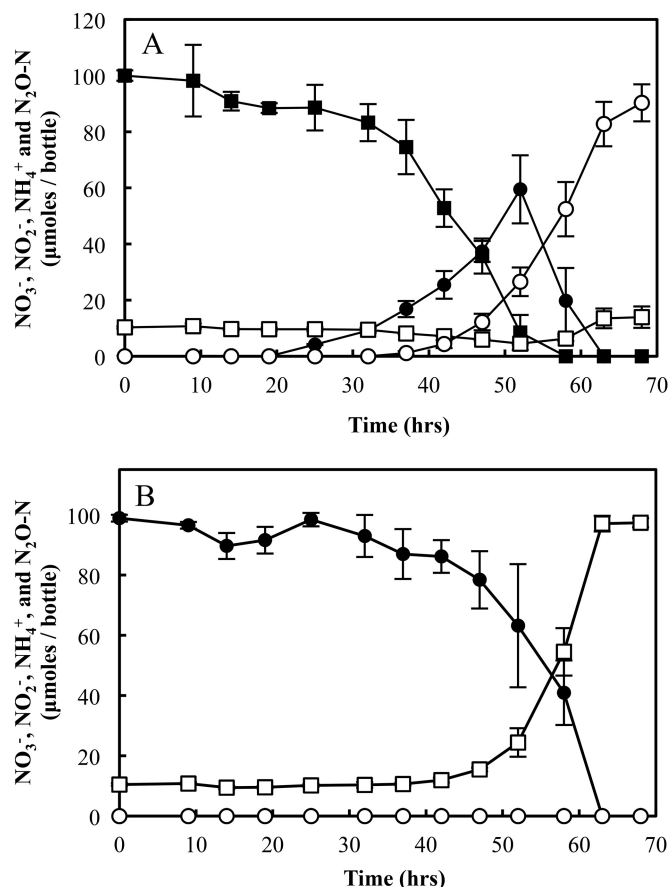 A
NO₃⁻, NO₂⁻, NH₄⁺ and N₂O-N
(µmoles / bottle)
120
100
80
60
40
20
0
0 10 20 30 40 50 60 70
Time (hrs)
B
NO₃⁻, NO₂⁻, NH₄⁺, and N₂O-N
(µmoles / bottle)
100
80
60
40
20
0
0 10 20 30 40 50 60 70
Time (hrs)